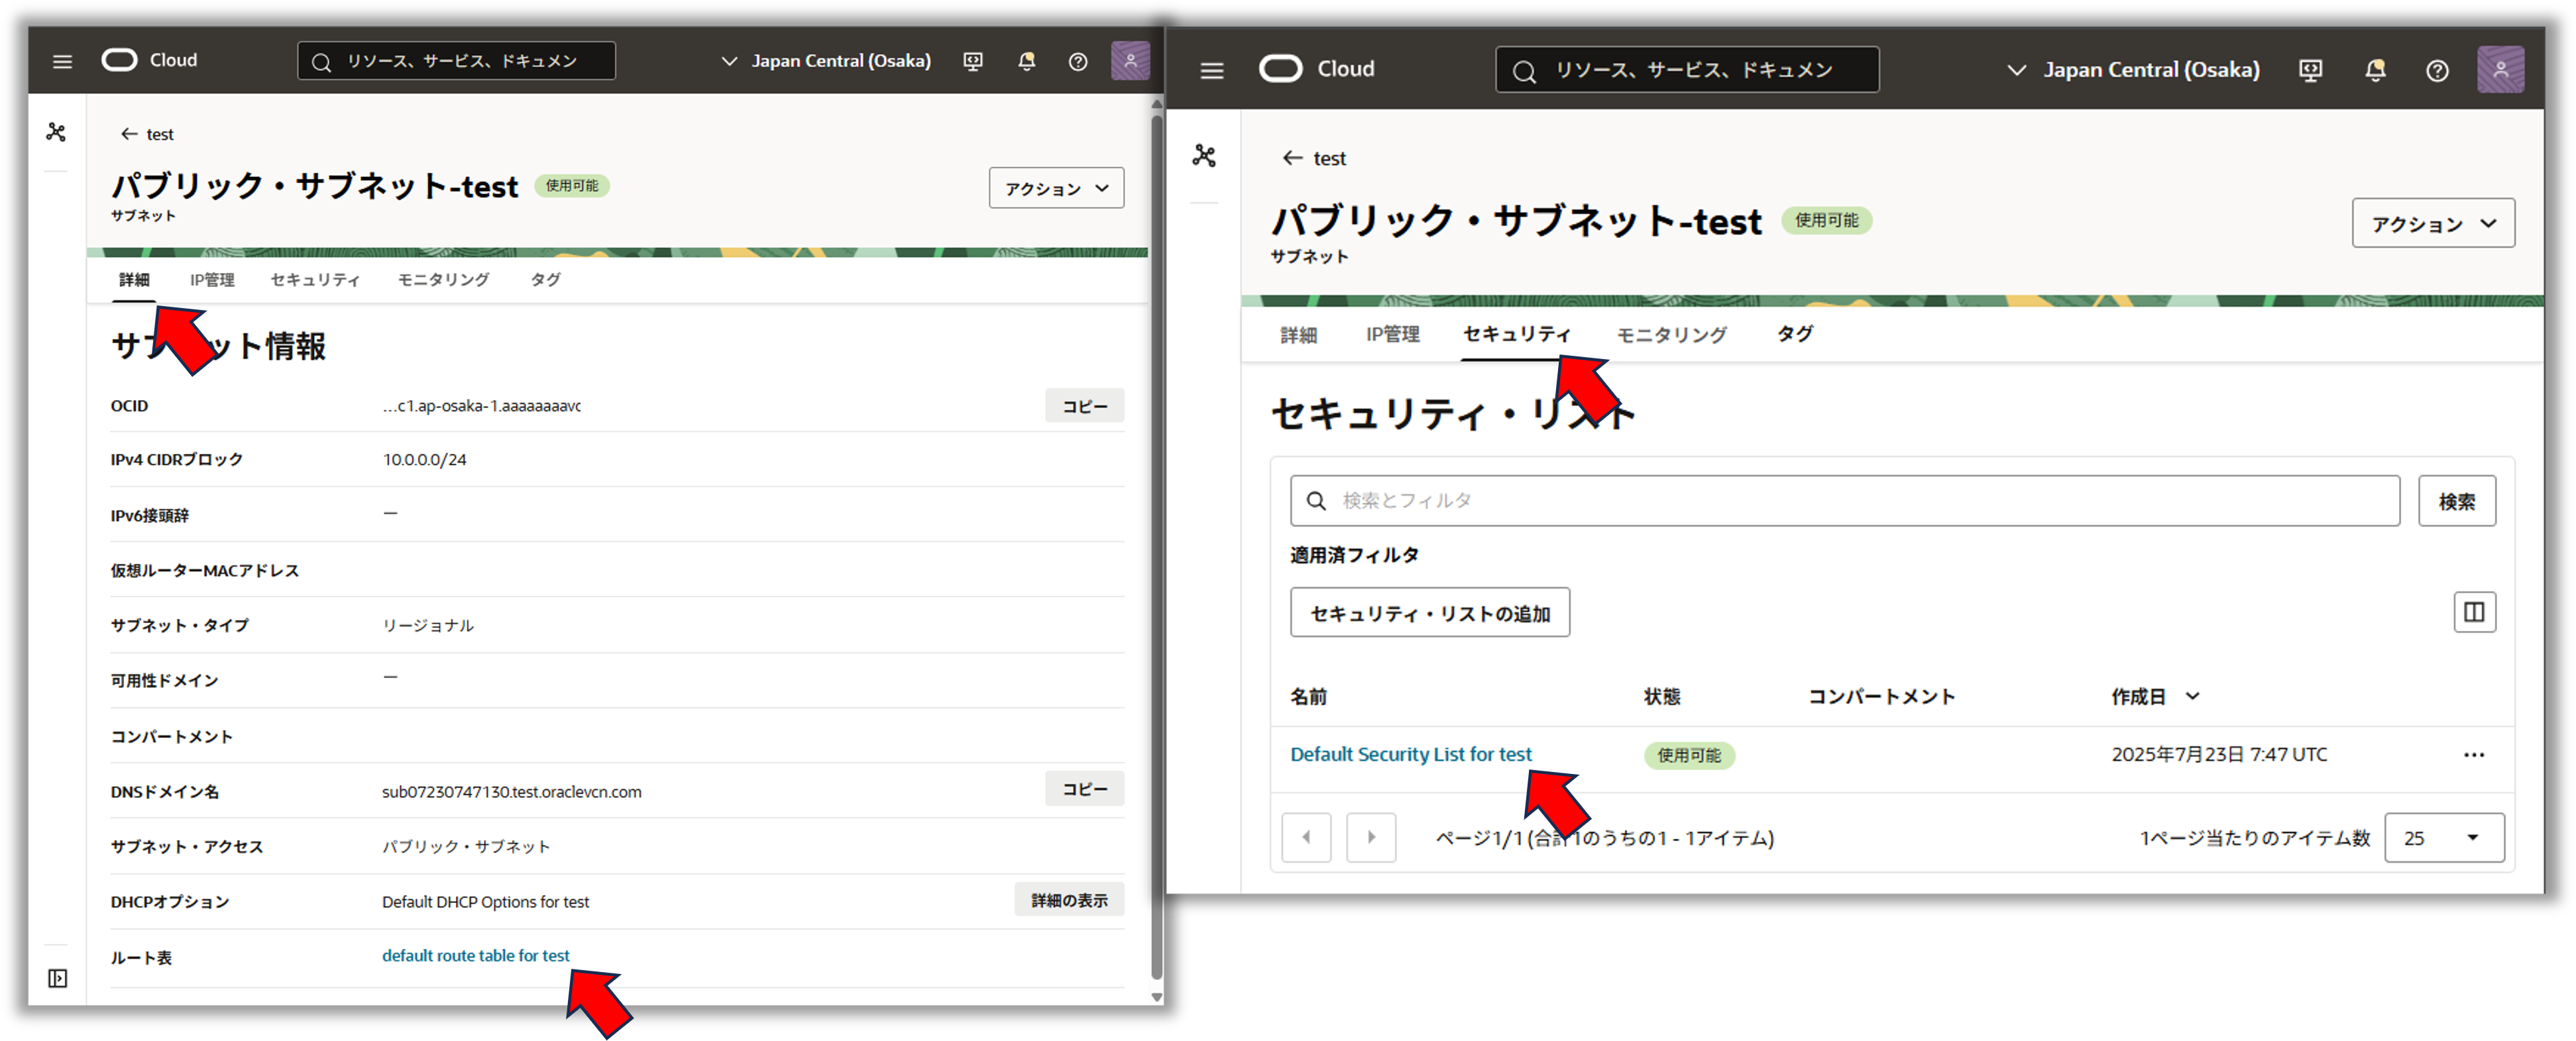 Cloud
リソース、サービス、ドキュメン
Japan Central (Osaka)
test
パブリック・サブネット-test 使用可能
サブネット
アクション
詳細 IP管理 セキュリティ モニタリング タグ
サブネット情報
OCID ...c1.ap-osaka-1.aaaaaaaavc コピー
IPv4 CIDRブロック 10.0.0.0/24
IPv6接頭辞 —
仮想ルーターMACアドレス
サブネット・タイプ リージョナル
可用性ドメイン —
コンパートメント
DNSドメイン名 sub07230747130.test.oraclevcn.com コピー
サブネット・アクセス パブリック・サブネット
DHCPオプション Default DHCP Options for test 詳細の表示
ルート表 default route table for test
Cloud
リソース、サービス、ドキュメン
Japan Central (Osaka)
test
パブリック・サブネット-test 使用可能
サブネット
アクション
詳細 IP管理 セキュリティ モニタリング タグ
セキュリティ・リスト
検索とフィルタ
検索
適用済フィルタ
セキュリティ・リストの追加
名前 状態 コンパートメント 作成日
Default Security List for test 使用可能 2025年7月23日 7:47 UTC
ページ1/1 (合計1のうちの1 - 1アイテム) 1ページ当たりのアイテム数 25